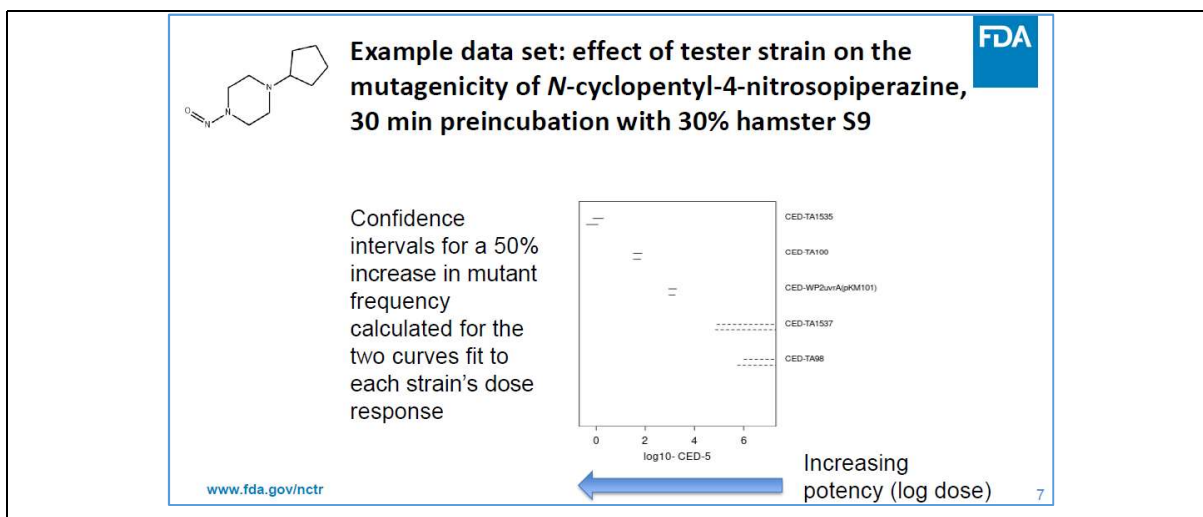 FDA
Example data set: effect of tester strain on the
mutagenicity of N-cyclopentyl-4-nitrosopiperazine,
30 min preincubation with 30% hamster S9
O
N
N
N
Confidence
intervals for a 50%
increase in mutant
frequency
calculated for the
two curves fit to
each strain’s dose
response
CED-TA1535
CED-TA100
CED-WP2uvrA(pKM101)
CED-TA1537
CED-TA98
0 2 4 6
log10- CED-5
Increasing
potency (log dose)
www.fda.gov/nctr
7